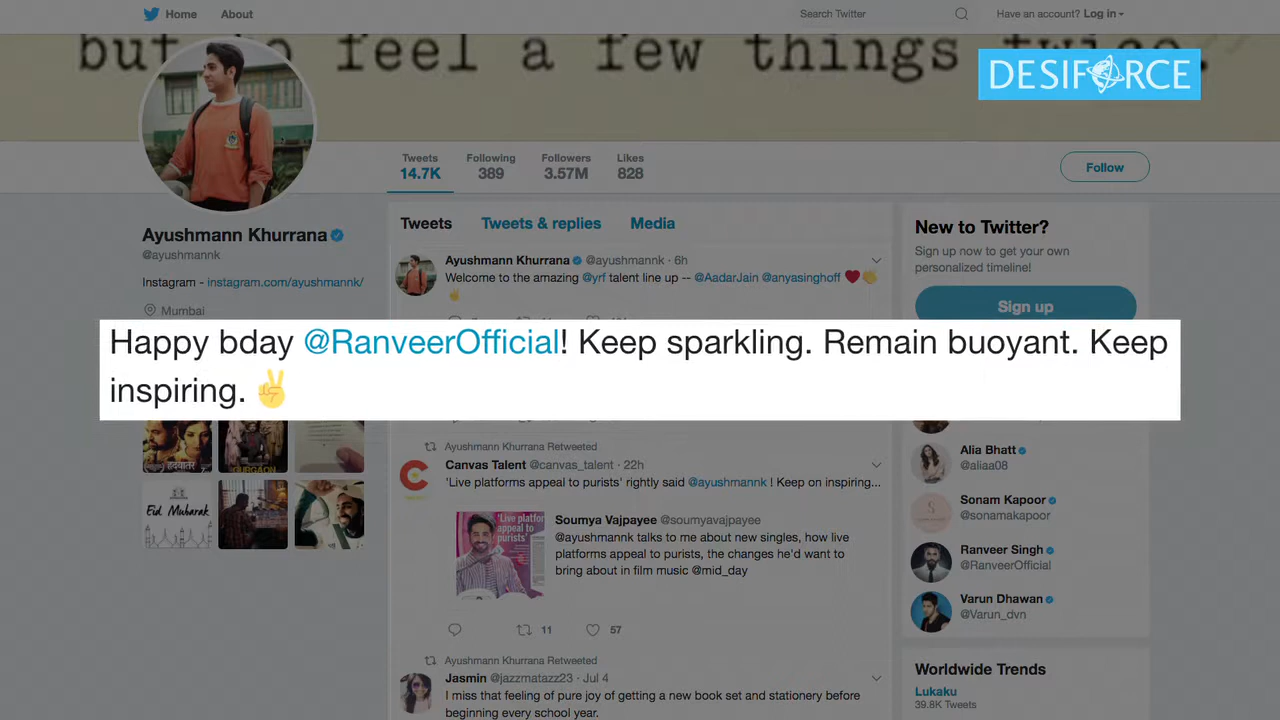 Home
About
Search Twitter
Have an account? Log in
but to feel a few things twice.
DESIFORCE
Tweets
14.7K
Following
389
Followers
3.57M
Likes
828
Follow
Ayushmann Khurrana
@ayushmannk
Instagram - instagram.com/ayushmannk/
Mumbai
Tweets
Tweets & replies
Media
Ayushmann Khurrana @ayushmannk · 6h
Welcome to the amazing @yrf talent line up -- @AadarJain @anyasinghoff ❤️👏
✌️
New to Twitter?
Sign up now to get your own
personalized timeline!
Sign up
Happy bday @RanveerOfficial! Keep sparkling. Remain buoyant. Keep
inspiring. ✌️
GURGAON
Eid Mubarak
Ayushmann Khurrana Retweeted
Canvas Talent @canvas_talent · 22h
'Live platforms appeal to purists' rightly said @ayushmannk ! Keep on inspiring...
'Live platfor
appeal to
purists'
Soumya Vajpayee @soumyavajpayee
@ayushmannk talks to me about new singles, how live
platforms appeal to purists, the changes he'd want to
bring about in film music @mid_day
11
57
Ayushmann Khurrana Retweeted
Jasmin @jazzmatazz23 · Jul 4
I miss that feeling of pure joy of getting a new book set and stationery before
beginning every school year.
Alia Bhatt
@aliaa08
Sonam Kapoor
@sonamakapoor
Ranveer Singh
@RanveerOfficial
Varun Dhawan
@Varun_dvn
Worldwide Trends
Lukaku
39.8K Tweets